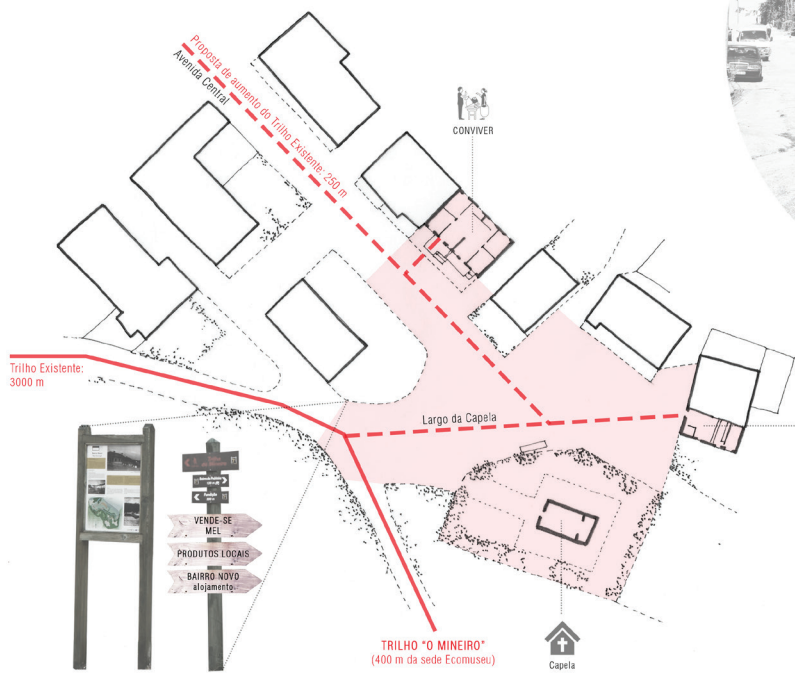 Proposta de aumento do Trilho Existente: 250 m
Avenida Central
CONVIVER
Trilho Existente:
3000 m
Largo da Capela
VENDE-SE
MEL
PRODUTOS LOCAIS
BAIRRO NOVO
alojamento
TRILHO "O MINEIRO"
(400 m da sede Ecomuseu)
Capela